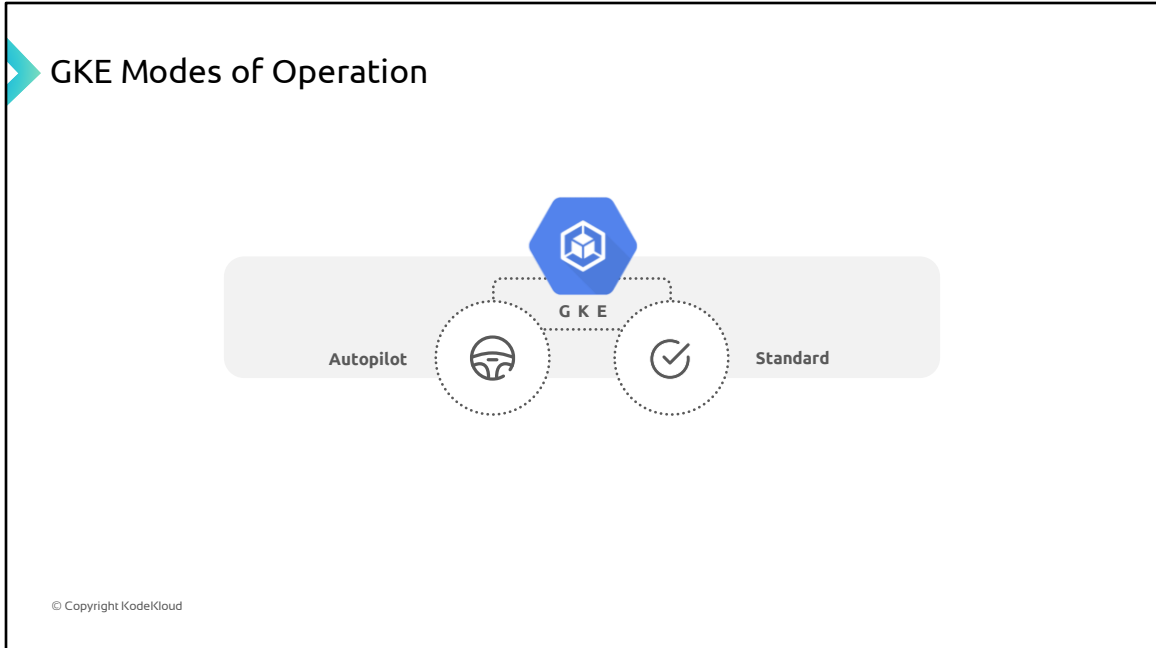 GKE Modes of Operation
G K E
Autopilot
Standard
© Copyright KodeKloud